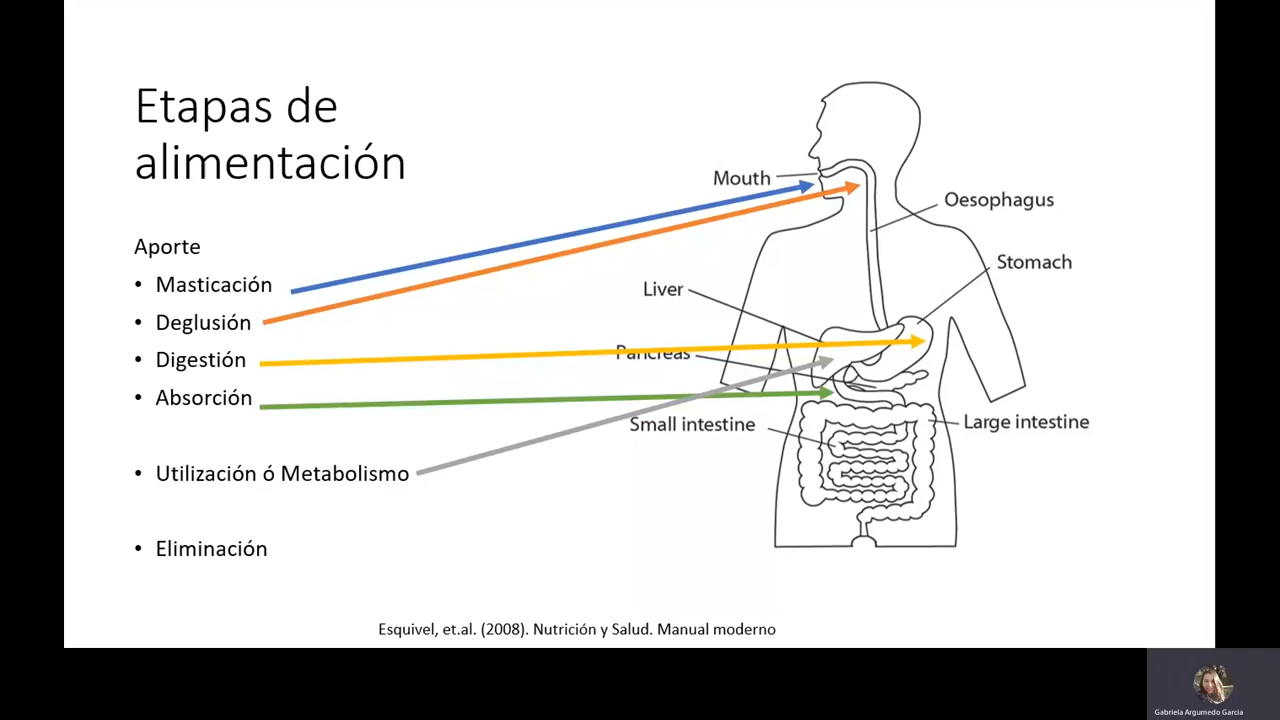 Etapas de
alimentación
Aporte
• Masticación
• Deglusión
• Digestión
• Absorción
• Utilización ó Metabolismo
• Eliminación
Mouth
Oesophagus
Stomach
Liver
Pancreas
Small intestine
Large intestine
Esquivel, et.al. (2008). Nutrición y Salud. Manual moderno
Gabriela Argumedo Garcia